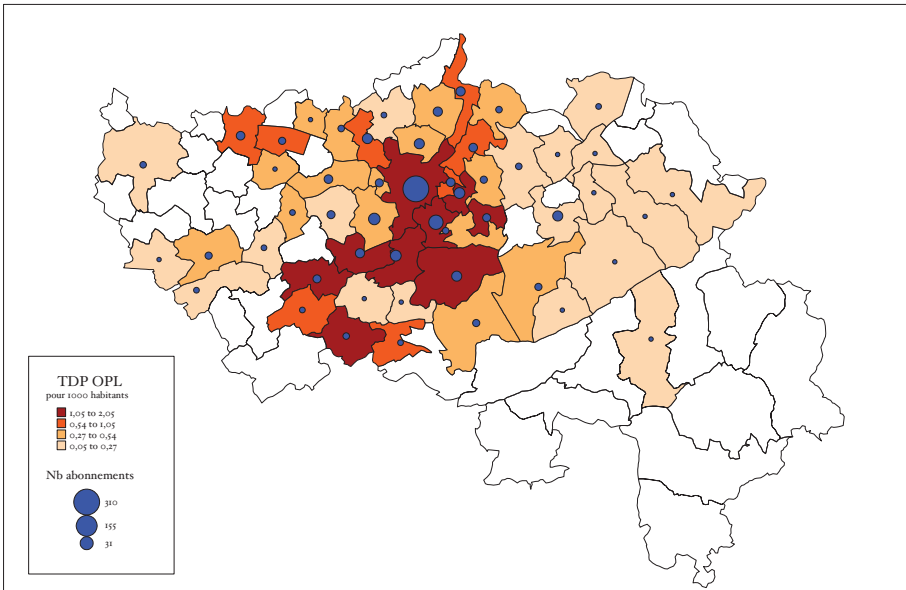 TDP OPL
pour 1000 habitants
1,05 to 2,05
0,54 to 1,05
0,27 to 0,54
0,05 to 0,27
Nb abonnements
310
155
31